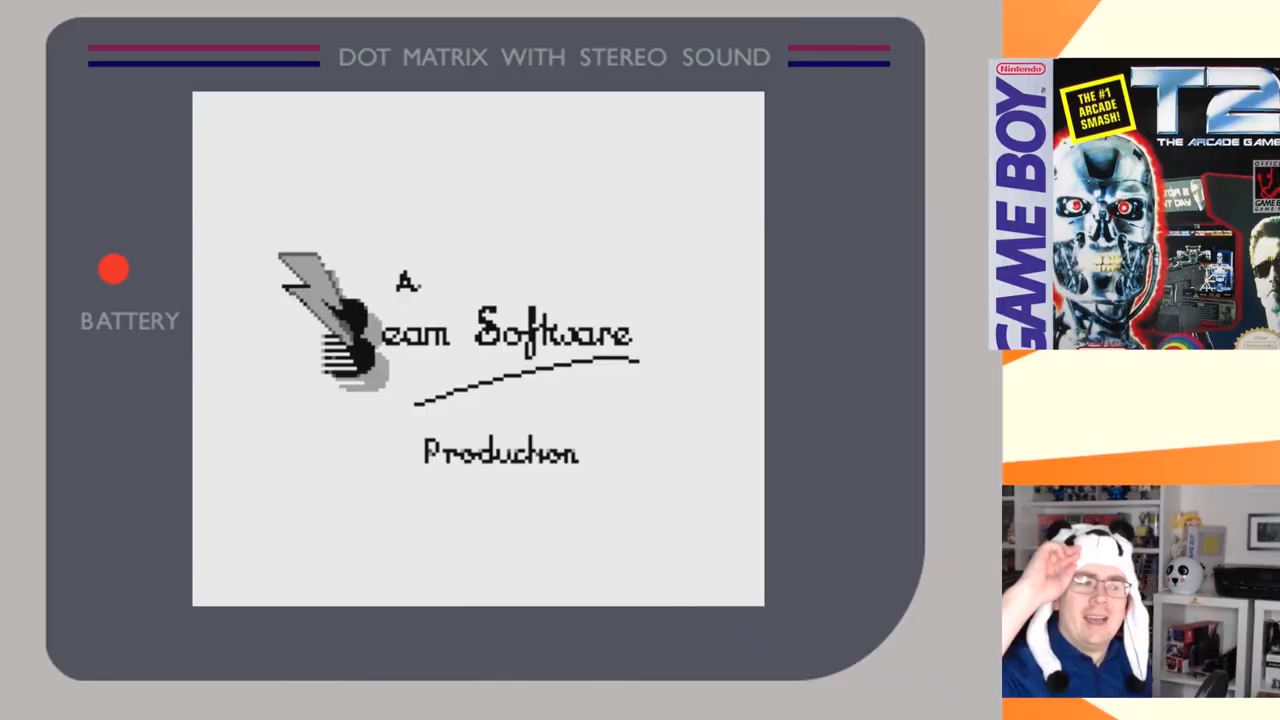 DOT MATRIX WITH STEREO SOUND
BATTERY
A
Beam Software
Production
Nintendo
GAME BOY
THE #1
ARCADE
SMASH!
T2
THE ARCADE GAME